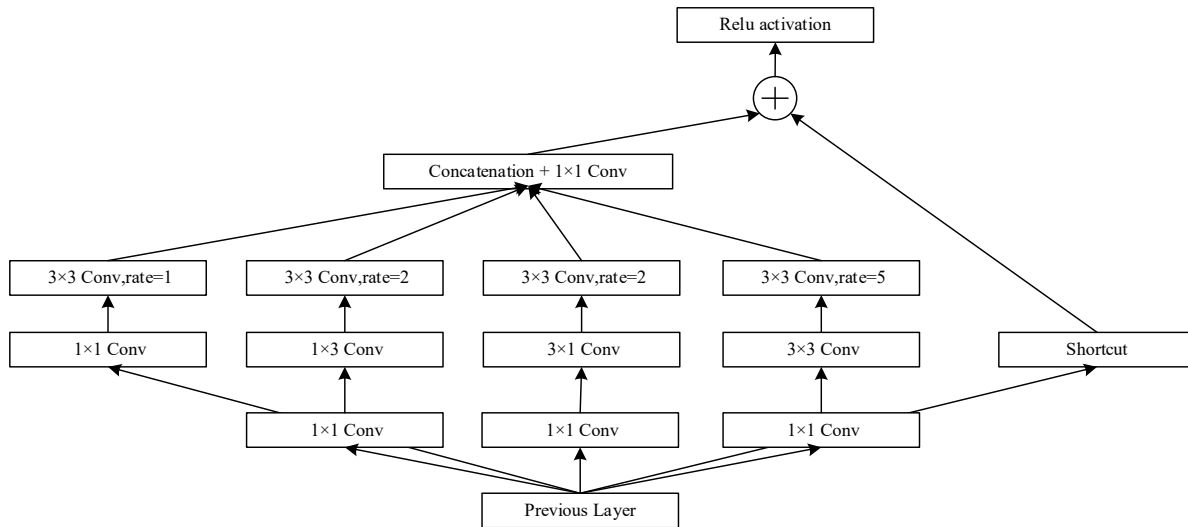 Relu activation
Concatenation + 1×1 Conv
3×3 Conv,rate=1
3×3 Conv,rate=2
3×3 Conv,rate=2
3×3 Conv,rate=5
1×1 Conv
1×3 Conv
3×1 Conv
3×3 Conv
Shortcut
1×1 Conv
1×1 Conv
1×1 Conv
Previous Layer